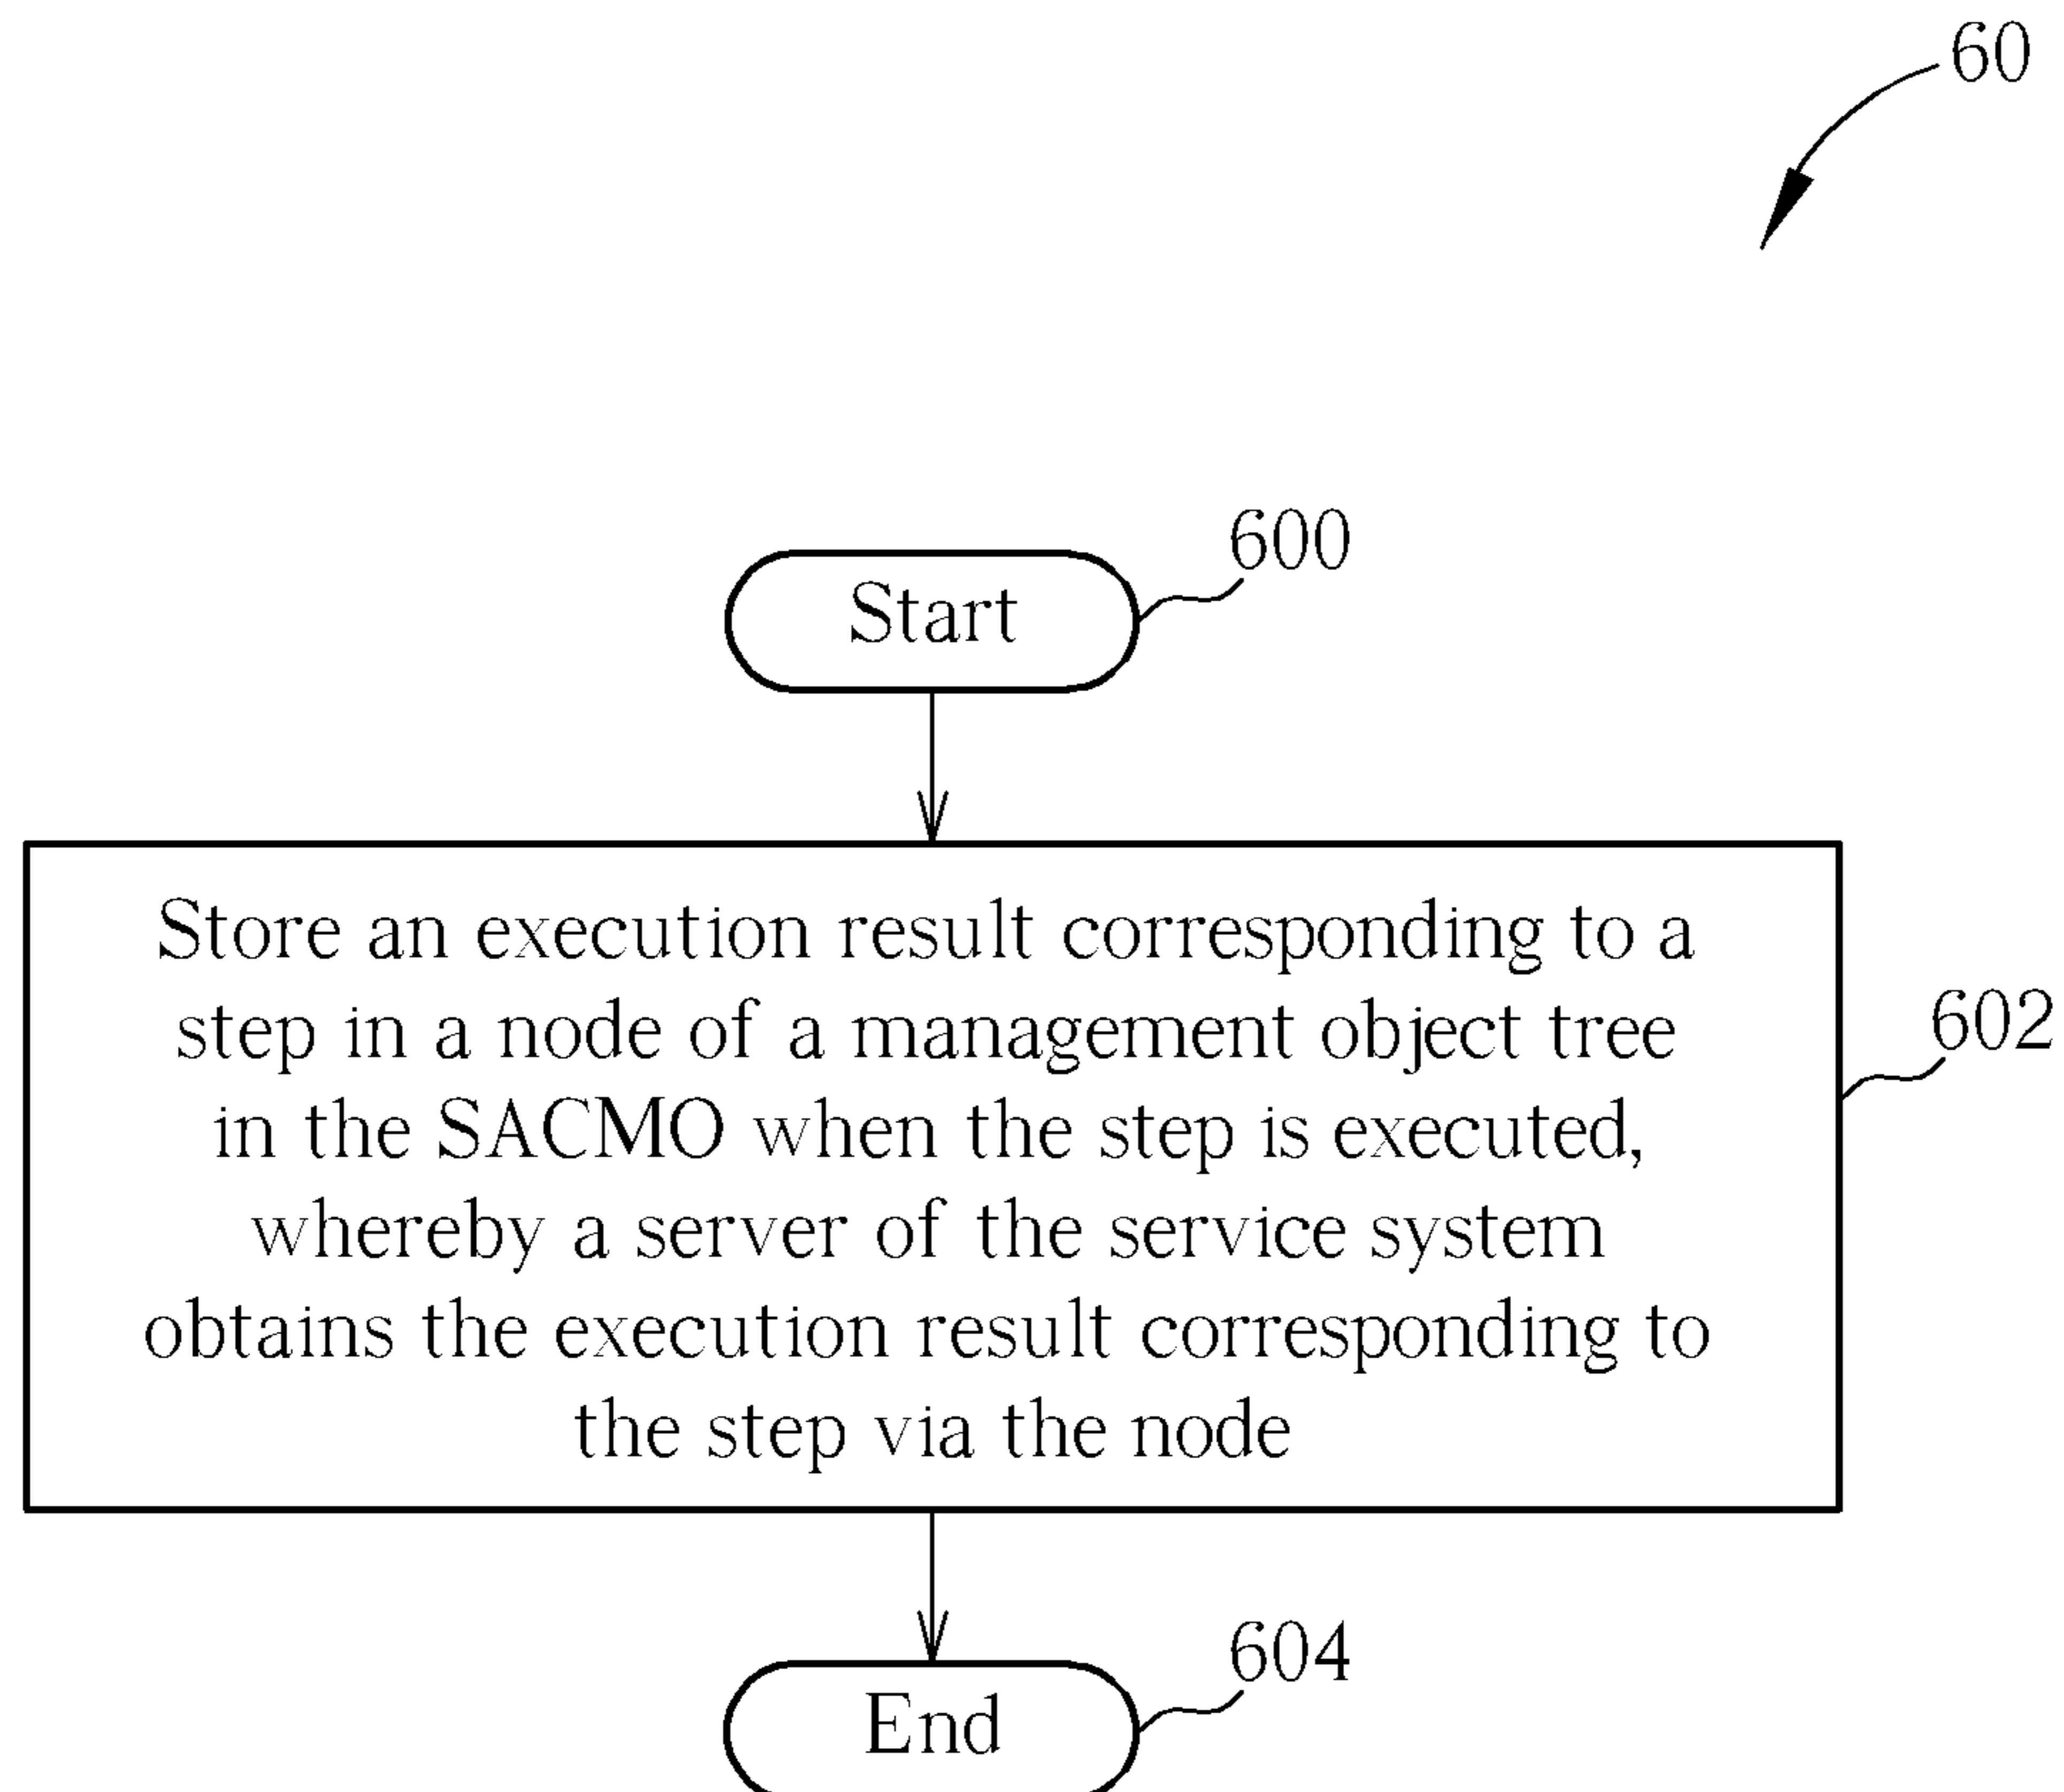 60
600
Start
Store an execution result corresponding to a
step in a node of a management object tree
in the SACMO when the step is executed,
whereby a server of the service system
obtains the execution result corresponding to
the step via the node
602
604
End